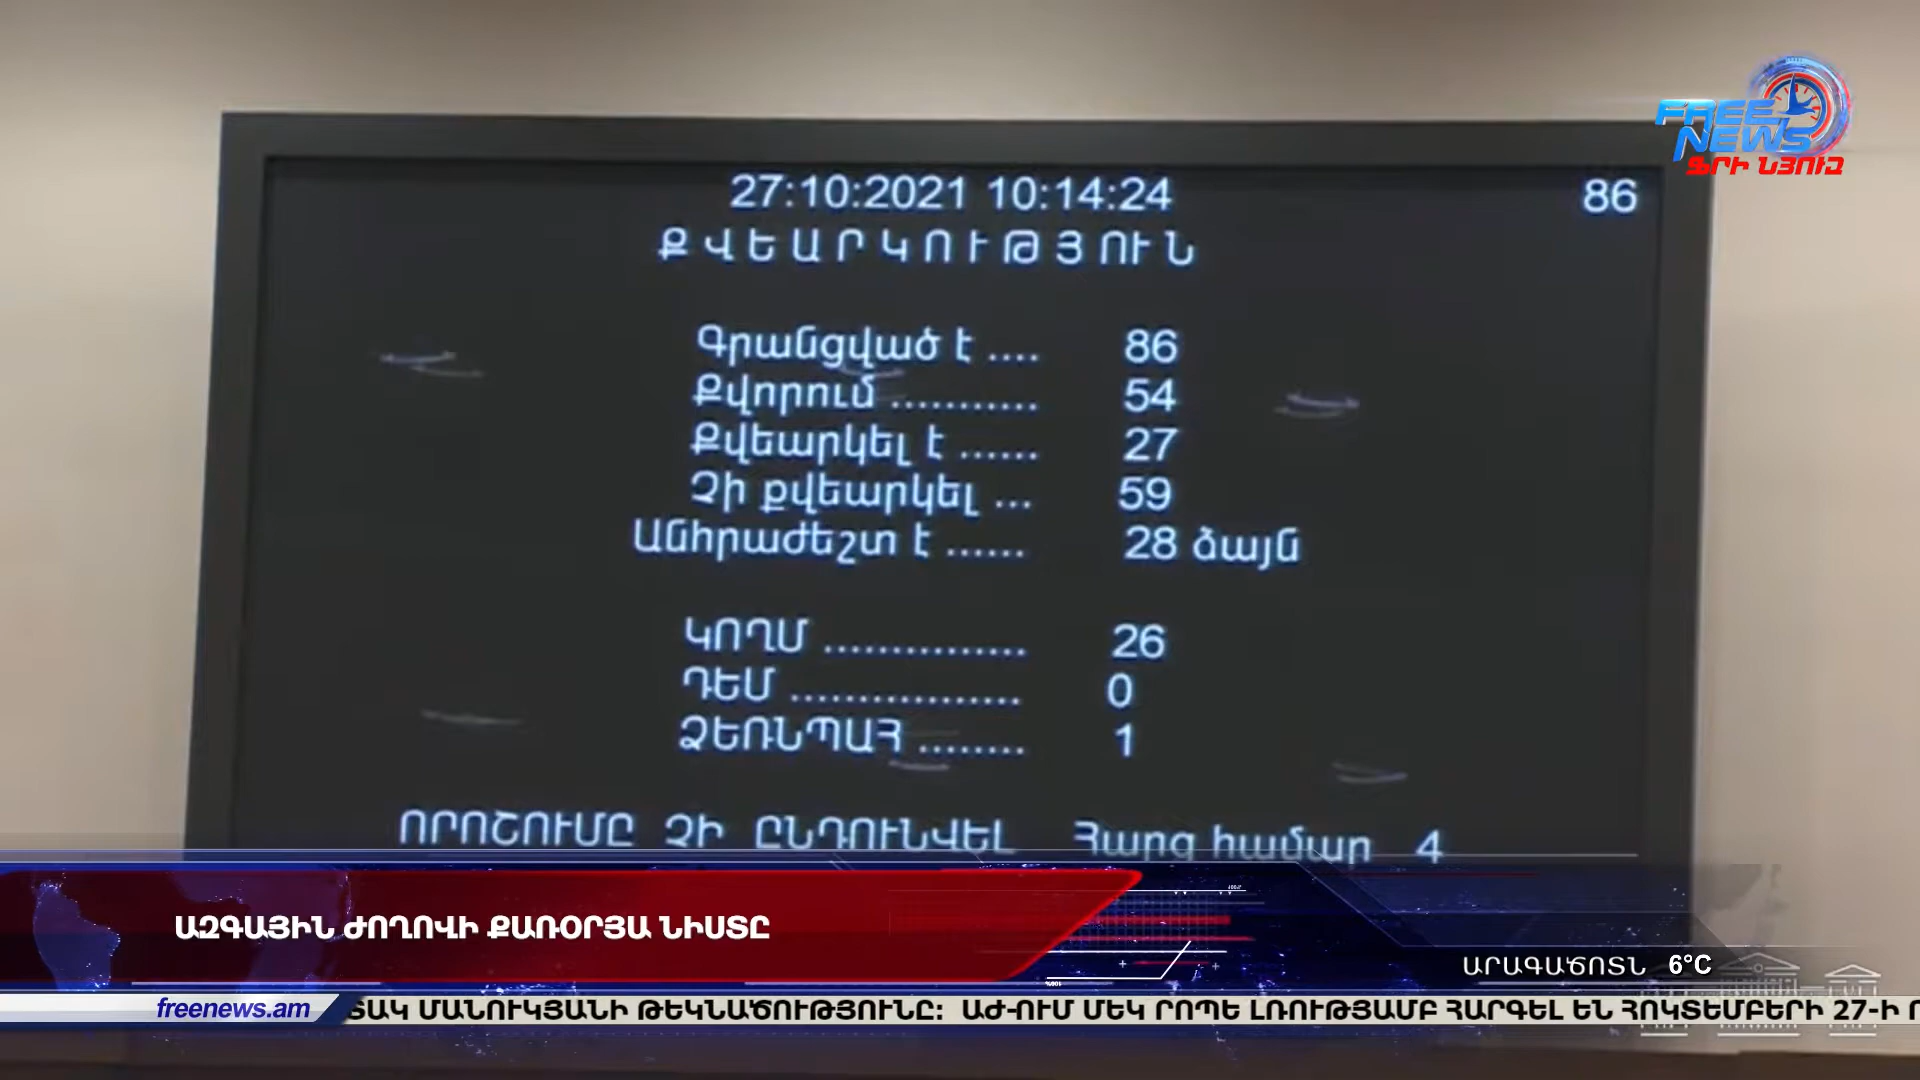 FREE NEWS
ՖՐԻ ՆՅՈՒԶ
27:10:2021 10:14:24 86
ՔՎԵԱՐԿՈՒԹՅՈՒՆ
Գրանցված է .... 86
Քվորում ........... 54
Քվեարկել է ...... 27
Չի քվեարկել ... 59
Անհրաժեշտ է ...... 28 ձայն
ԿՈՂՄ ............... 26
ԴԵՄ ................. 0
ՁԵՌՆՊԱՀ ........ 1
ՈՐՈՇՈՒՄԸ ՉԻ ԸՆԴՈՒՆՎԵԼ Հարց համար 4
ԱԶԳԱՅԻՆ ԺՈՂՈՎԻ ՔԱՌՕՐՅԱ ՆԻՍՏԸ
ԱՐԱԳԱԾՈՏՆ 6°C
freenews.am ՏԱԿ ՄԱՆՈՒԿՅԱՆԻ ԹԵԿՆԱԾՈՒԹՅՈՒՆԸ: ԱԺ-ՈՒՄ ՄԵԿ ՐՈՊԵ ԼՌՈՒԹՅԱՄԲ ՀԱՐԳԵԼ ԵՆ ՀՈԿՏԵՄԲԵՐԻ 27-Ի